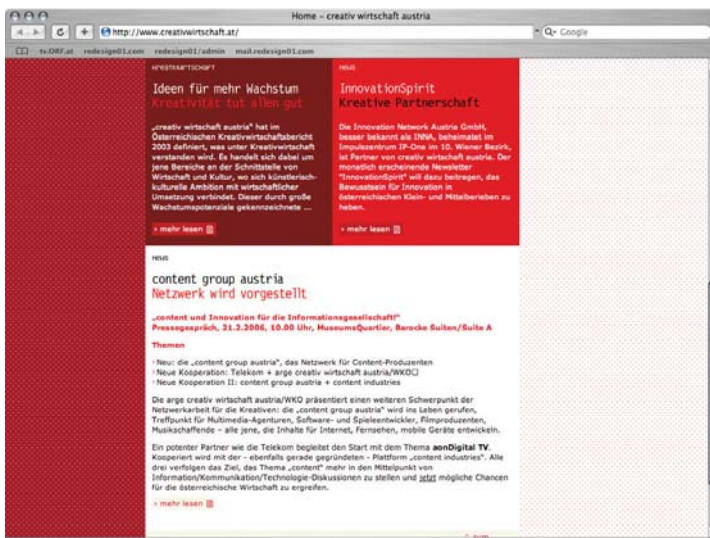 Home - creativ wirtschaft austria
http://www.creativwirtschaft.at/
Google
tv.ORF.at redesign01.com redesign01/admin mail.redesign01.com
KREATIVWIRTSCHAFT
Ideen für mehr Wachstum
Kreativität tut allen gut
„creativ wirtschaft austria" hat im
Österreichischen Kreativwirtschaftsbericht
2003 definiert, was unter Kreativwirtschaft
verstanden wird. Es handelt sich dabei um
jene Bereiche an der Schnittstelle von
Wirtschaft und Kultur, wo sich künstlerisch-
kulturelle Ambition mit wirtschaftlicher
Umsetzung verbindet. Dieser durch große
Wachstumspotenziale gekennzeichnete ...
› mehr lesen
NEWS
InnovationSpirit
Kreative Partnerschaft
Die Innovation Network Austria GmbH,
besser bekannt als INNA, beheimatet im
Impulszentrum IP-One im 10. Wiener Bezirk,
ist Partner von creativ wirtschaft austria. Der
monatlich erscheinende Newsletter
"InnovationSpirit" will dazu beitragen, das
Bewusstsein für Innovation in
österreichischen Klein- und Mittelbetrieben zu
heben.
› mehr lesen
NEWS
content group austria
Netzwerk wird vorgestellt
„content und Innovation für die Informationsgesellschaft!"
Pressegespräch, 21.2.2006, 10.00 Uhr, MuseumsQuartier, Barocke Suiten/Suite A
Themen
› Neu: die „content group austria", das Netzwerk für Content-Produzenten
› Neue Kooperation: Telekom + arge creativ wirtschaft austria/WKO
› Neue Kooperation II: content group austria + content industries
Die arge creativ wirtschaft austria/WKO präsentiert einen weiteren Schwerpunkt der
Netzwerkarbeit für die Kreativen: die „content group austria" wird ins Leben gerufen,
Treffpunkt für Multimedia-Agenturen, Software- und Spieleentwickler, Filmproduzenten,
Musikschaffende - alle jene, die Inhalte für Internet, Fernsehen, mobile Geräte entwickeln.
Ein potenter Partner wie die Telekom begleitet den Start mit dem Thema aonDigital TV.
Kooperiert wird mit der - ebenfalls gerade gegründeten - Plattform „content industries". Alle
drei verfolgen das Ziel, das Thema „content" mehr in den Mittelpunkt von
Information/Kommunikation/Technologie-Diskussionen zu stellen und jetzt mögliche Chancen
für die österreichische Wirtschaft zu ergreifen.
› mehr lesen